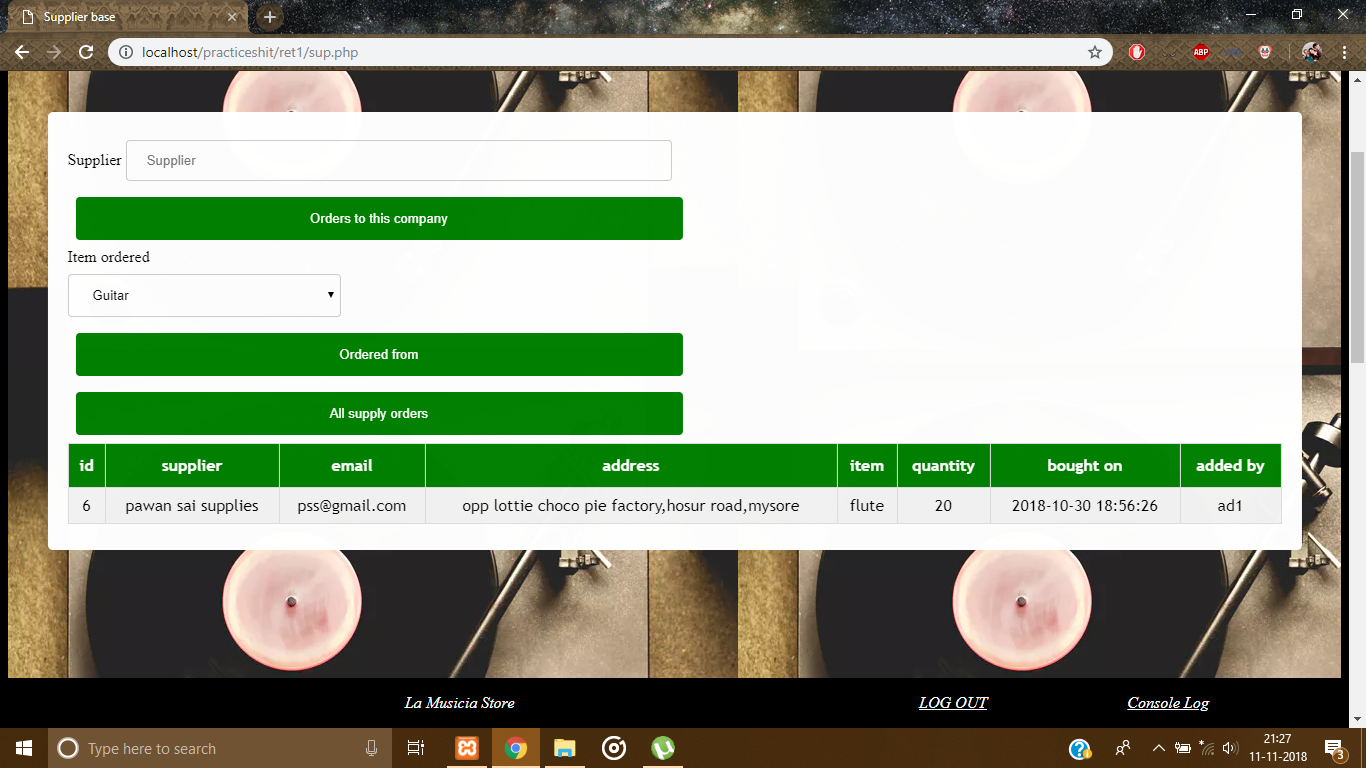 Supplier base
localhost/practiceshit/ret1/sup.php
ABP
Supplier Supplier
Orders to this company
Item ordered
Guitar
Ordered from
All supply orders
id supplier email address item quantity bought on added by
6 pawan sai supplies pss@gmail.com opp lottie choco pie factory,hosur road,mysore flute 20 2018-10-30 18:56:26 ad1
La Musicia Store LOG OUT Console Log
Type here to search
21:27
11-11-2018
3